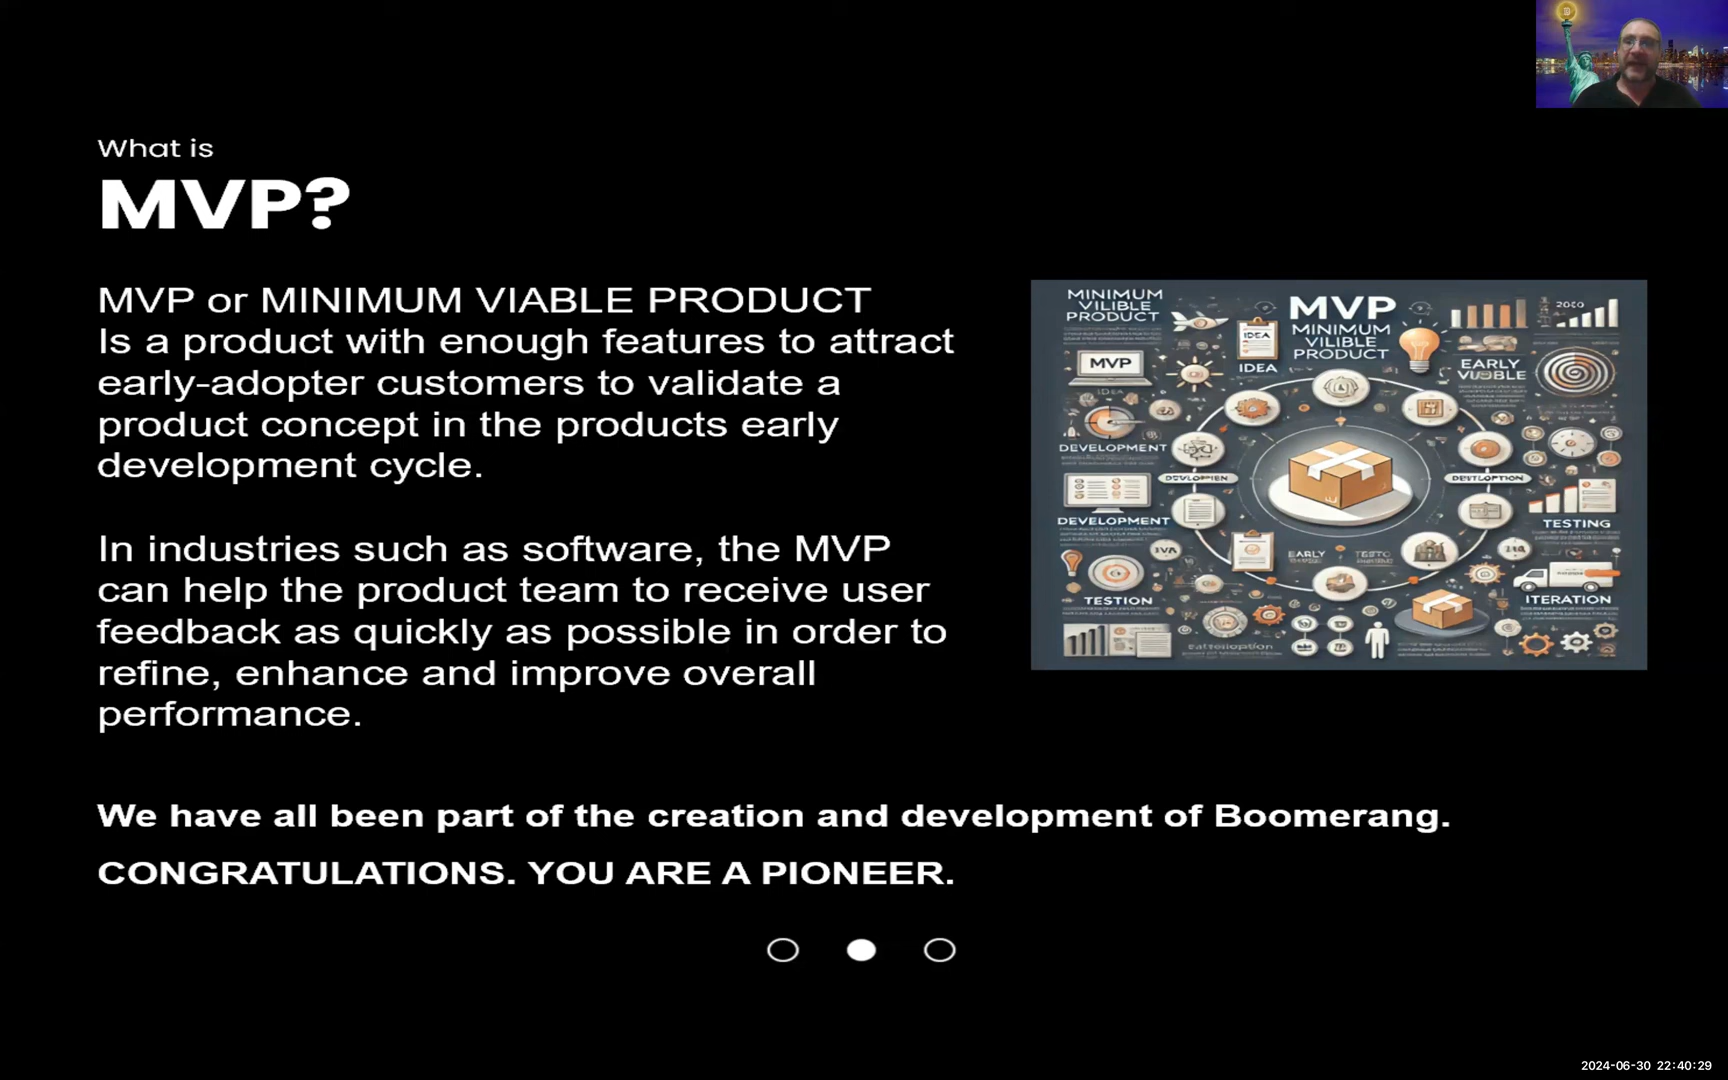 What is
MVP?
MVP or MINIMUM VIABLE PRODUCT
Is a product with enough features to attract
early-adopter customers to validate a
product concept in the products early
development cycle.
In industries such as software, the MVP
can help the product team to receive user
feedback as quickly as possible in order to
refine, enhance and improve overall
performance.
MINIMUM
VILIBLE
PRODUCT
MVP
MINIMUM
VILIBLE
PRODUCT
IDEA
IDEA
MVP
EARLY
DEVELOPMENT
DEVELOPMENT
TESTING
EARLY
TESTION
ITERATION
We have all been part of the creation and development of Boomerang.
CONGRATULATIONS. YOU ARE A PIONEER.
2024-06-30 22:40:29